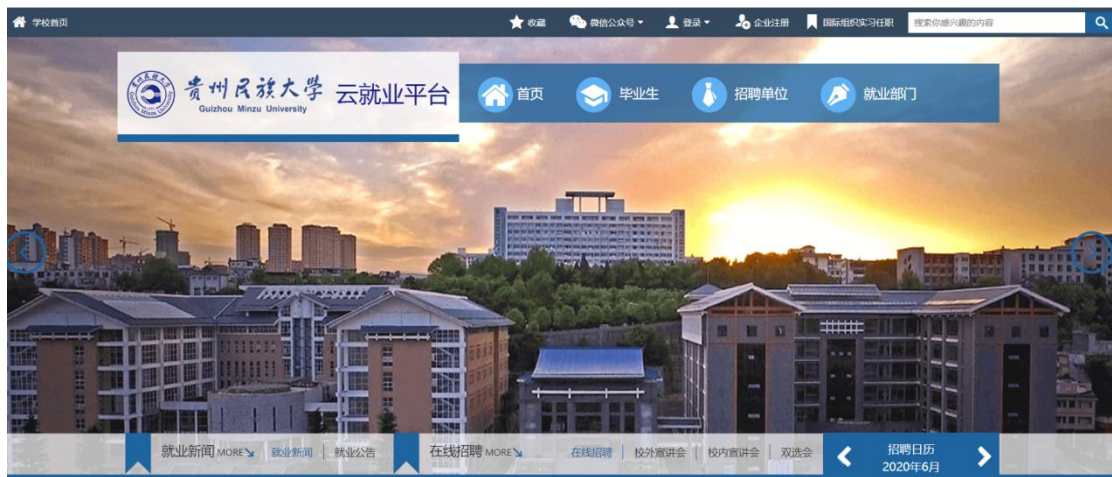 学校首页 收藏 微信公众号 登录 企业注册 国际组织实习任职 搜索你感兴趣的内容
贵州民族大学 云就业平台 首页 毕业生 招聘单位 就业部门
Guizhou Minzu University
就业新闻 MORE 就业新闻 就业公告 在线招聘 MORE 在线招聘 校外宣讲会 校内宣讲会 双选会 招聘日历
2020年6月